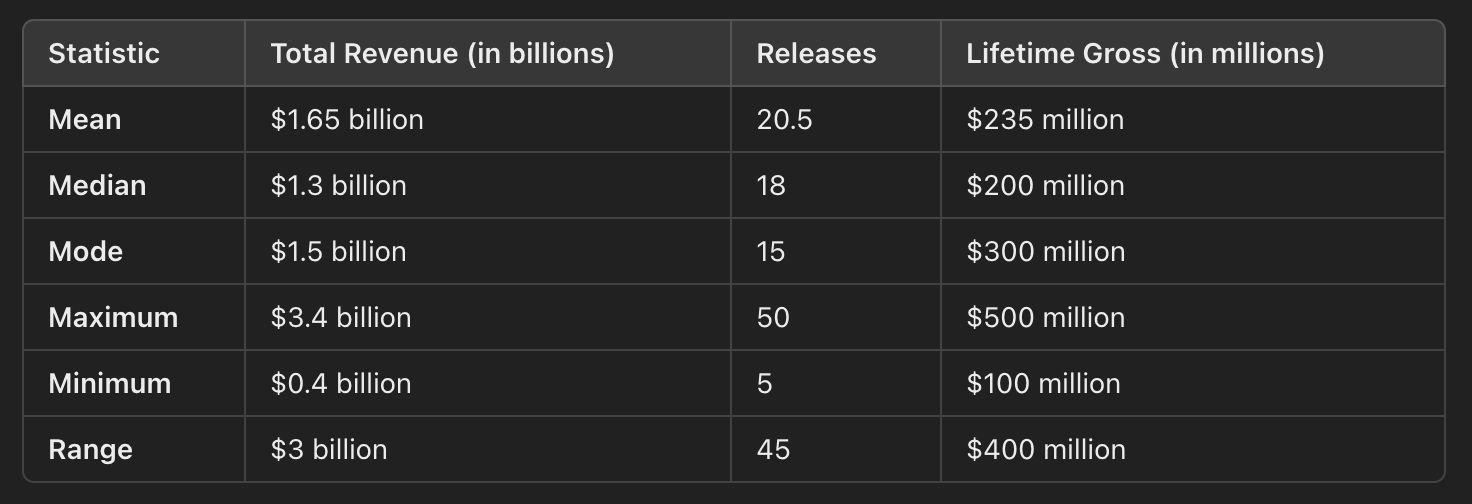 Statistic Total Revenue (in billions) Releases Lifetime Gross (in millions)
Mean $1.65 billion 20.5 $235 million
Median $1.3 billion 18 $200 million
Mode $1.5 billion 15 $300 million
Maximum $3.4 billion 50 $500 million
Minimum $0.4 billion 5 $100 million
Range $3 billion 45 $400 million